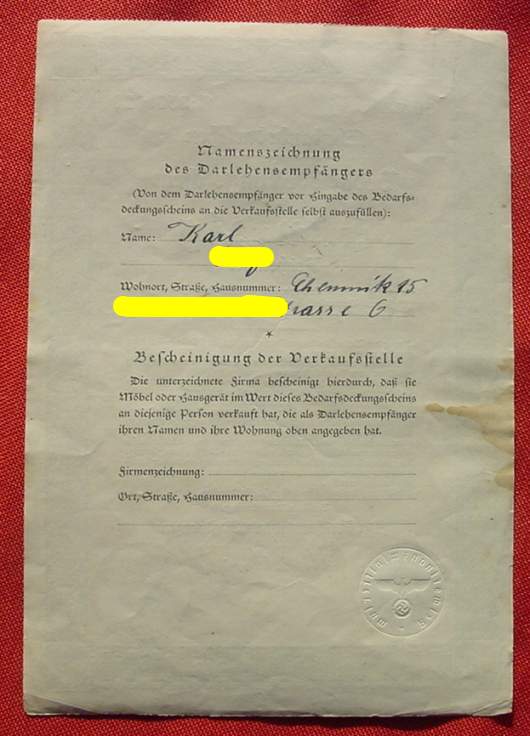 Namenszeichnung
des Darlehensempfängers
(Von dem Darlehensempfänger vor Hingabe des Bedarfs-
deckungsscheins an die Verkaufsstelle selbst auszufüllen):
Name: Karl
Wohnort, Straße, Hausnummer: Chemnitz 15
rasse 6
*
Bescheinigung der Verkaufsstelle
Die unterzeichnete Firma bescheinigt hierdurch, daß sie
Möbel oder Hausgerät im Wert dieses Bedarfsdeckungsscheins
an diejenige Person verkauft hat, die als Darlehensempfänger
ihren Namen und ihre Wohnung oben angegeben hat.
Firmenzeichnung:
Ort, Straße, Hausnummer: